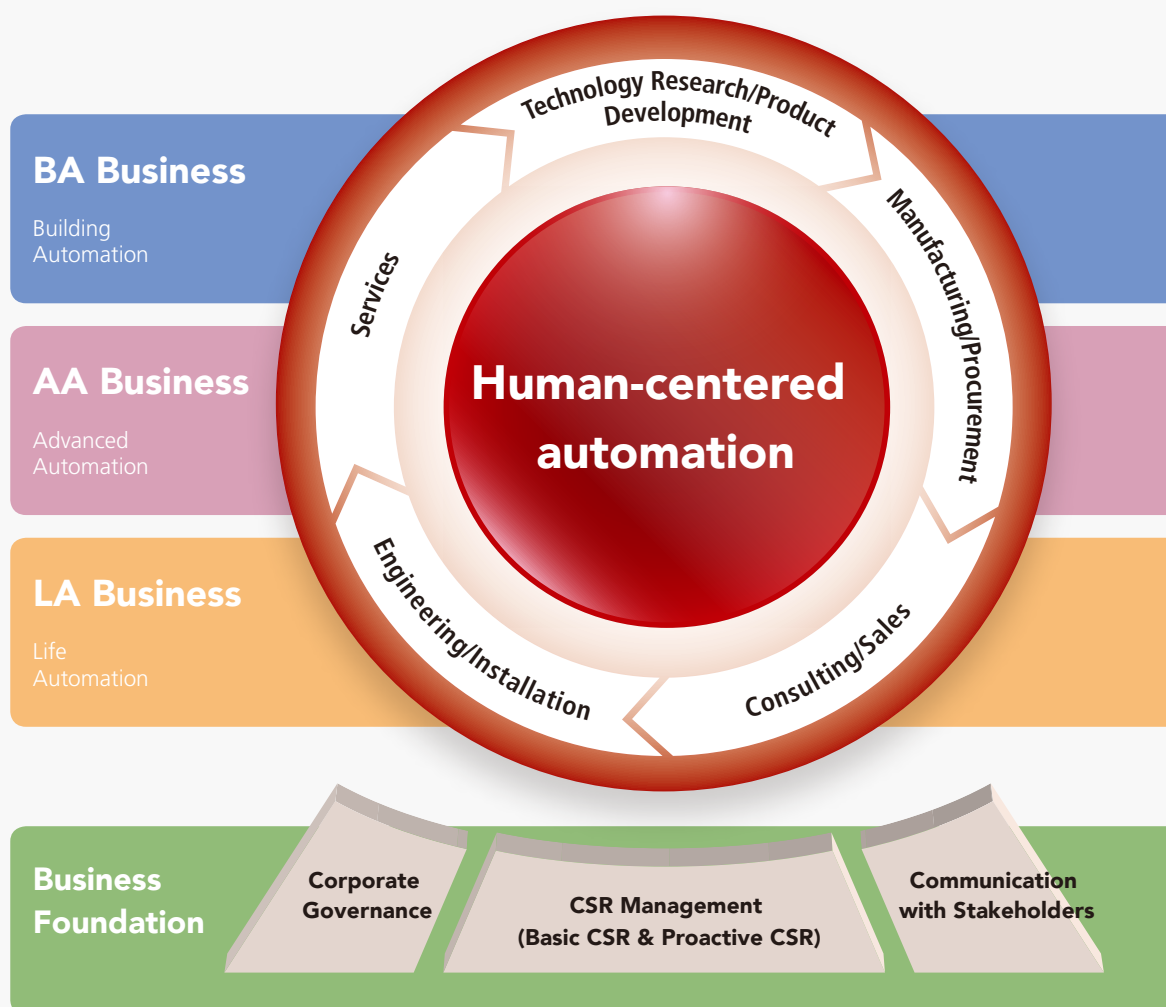 BA Business
Building
Automation
AA Business
Advanced
Automation
LA Business
Life
Automation
Technology Research/Product
Development
Manufacturing/Procurement
Consulting/Sales
Engineering/Installation
Services
Human-centered
automation
Business
Foundation
Corporate
Governance
CSR Management
(Basic CSR & Proactive CSR)
Communication
with Stakeholders